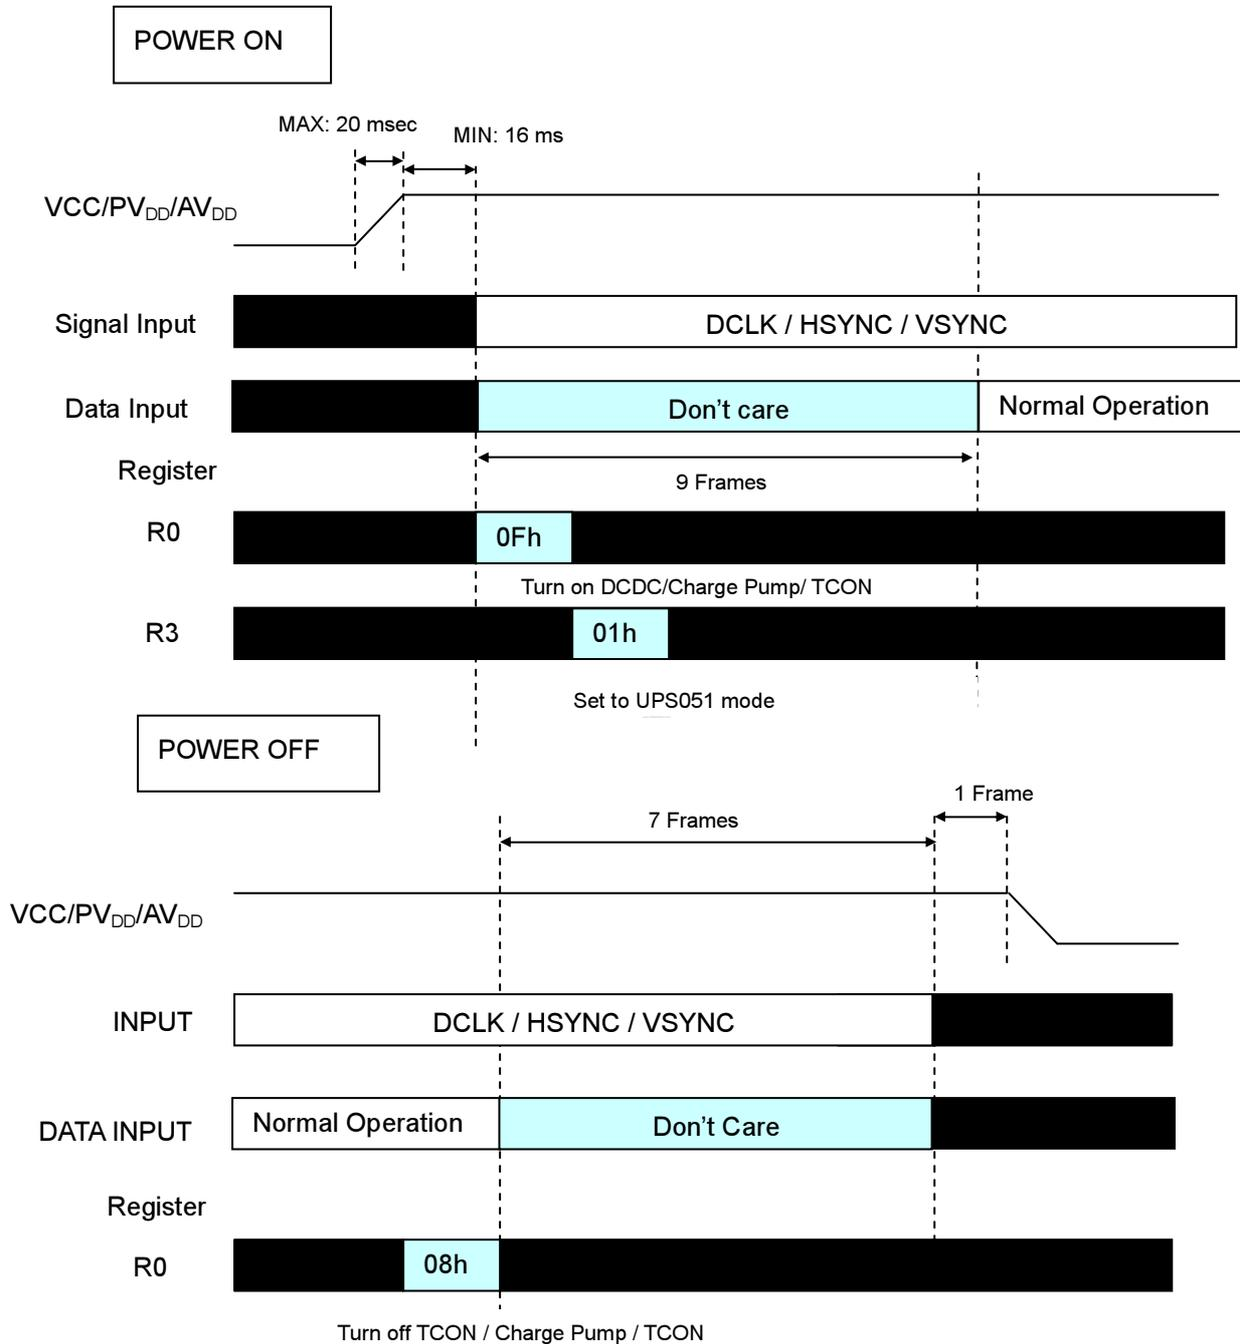 POWER ON
MAX: 20 msec
MIN: 16 ms
VCC/PVDD/AVDD
Signal Input
DCLK / HSYNC / VSYNC
Data Input
Don't care
Normal Operation
Register
9 Frames
R0
0Fh
Turn on DCDC/Charge Pump/ TCON
R3
01h
Set to UPS051 mode
POWER OFF
1 Frame
7 Frames
VCC/PVDD/AVDD
INPUT
DCLK / HSYNC / VSYNC
DATA INPUT
Normal Operation
Don't Care
Register
R0
08h
Turn off TCON / Charge Pump / TCON